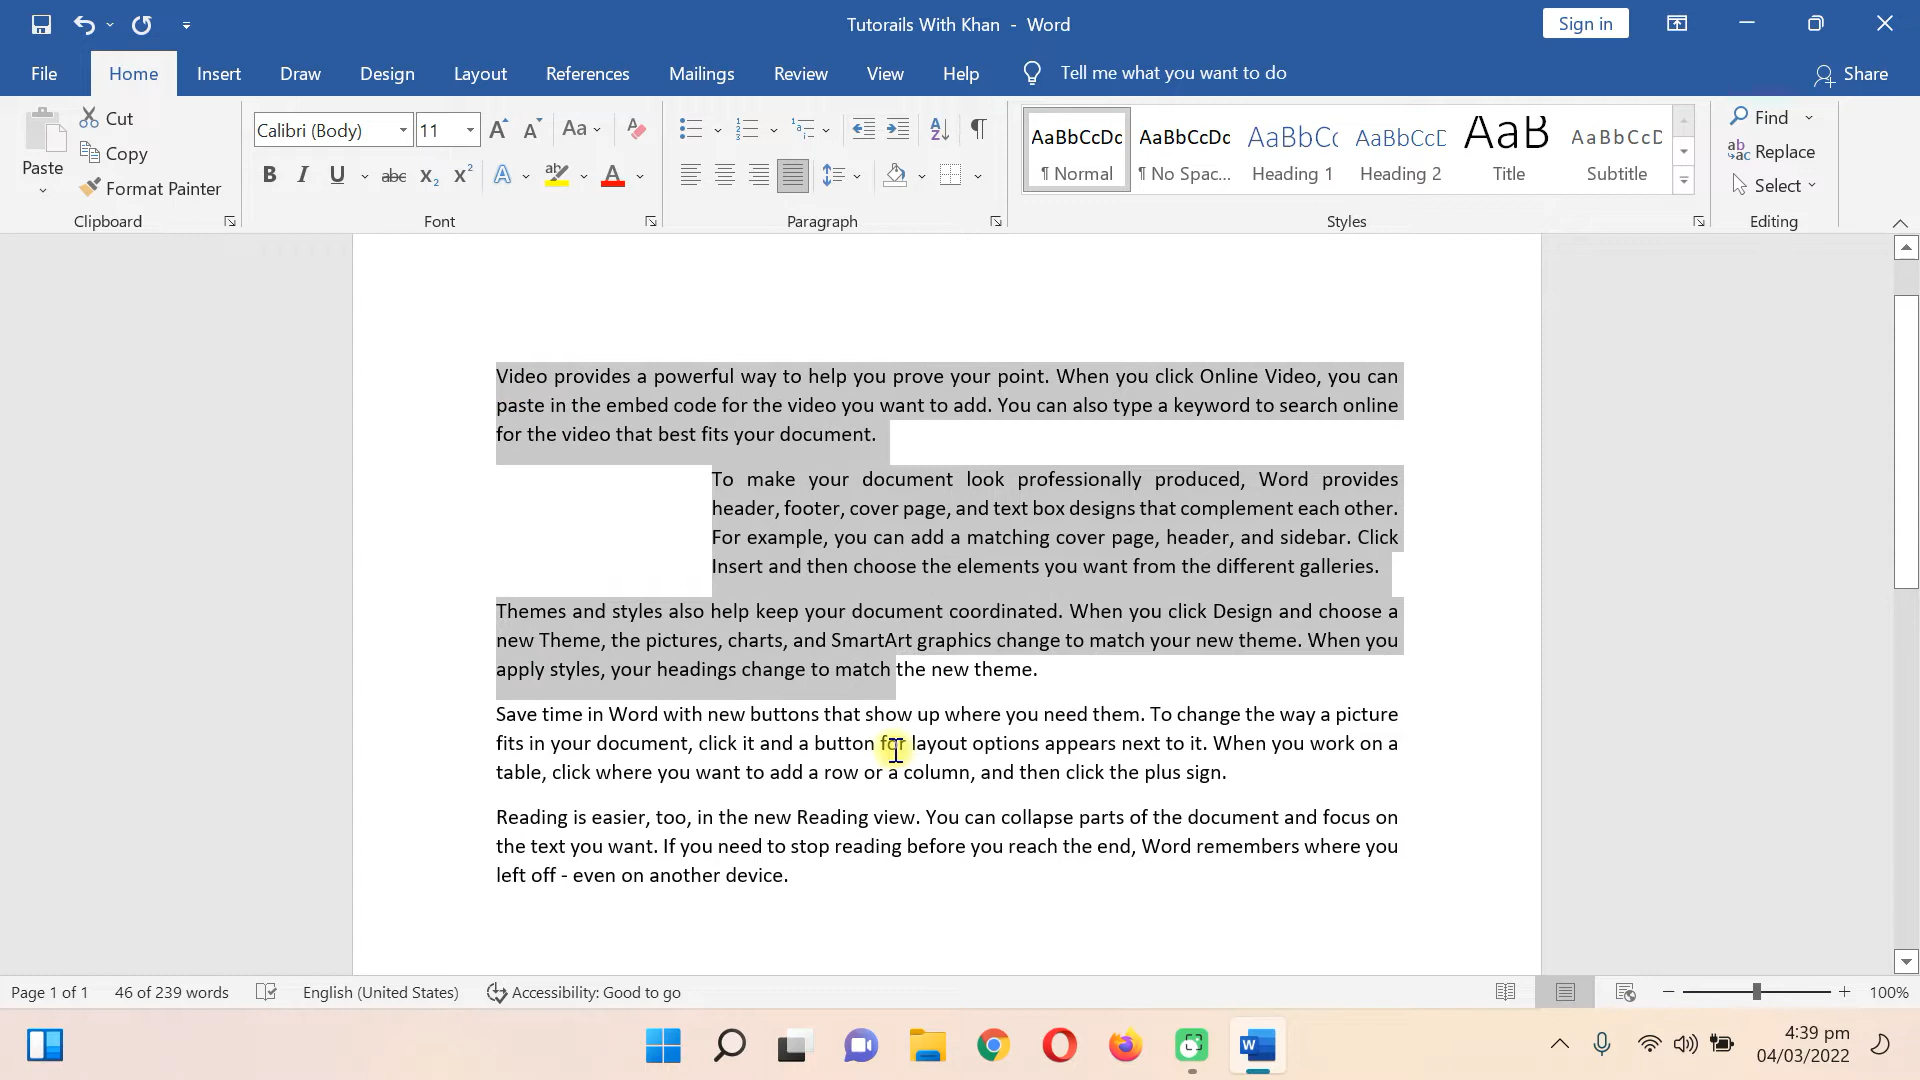 Tutorails With Khan - Word
Sign in
File Home Insert Draw Design Layout References Mailings Review View Help Tell me what you want to do Share
Paste
Cut
Copy
Format Painter
Clipboard
Calibri (Body) 11
Font
Paragraph
AaBbCcDc AaBbCcDc AaBbCc AaBbCcD AaB AaBbCcD
¶ Normal ¶ No Spac... Heading 1 Heading 2 Title Subtitle
Styles
Find
Replace
Select
Editing
Video provides a powerful way to help you prove your point. When you click Online Video, you can
paste in the embed code for the video you want to add. You can also type a keyword to search online
for the video that best fits your document.
To make your document look professionally produced, Word provides
header, footer, cover page, and text box designs that complement each other.
For example, you can add a matching cover page, header, and sidebar. Click
Insert and then choose the elements you want from the different galleries.
Themes and styles also help keep your document coordinated. When you click Design and choose a
new Theme, the pictures, charts, and SmartArt graphics change to match your new theme. When you
apply styles, your headings change to match the new theme.
Save time in Word with new buttons that show up where you need them. To change the way a picture
fits in your document, click it and a button for layout options appears next to it. When you work on a
table, click where you want to add a row or a column, and then click the plus sign.
Reading is easier, too, in the new Reading view. You can collapse parts of the document and focus on
the text you want. If you need to stop reading before you reach the end, Word remembers where you
left off - even on another device.
Page 1 of 1 46 of 239 words English (United States) Accessibility: Good to go 100%
4:39 pm
04/03/2022